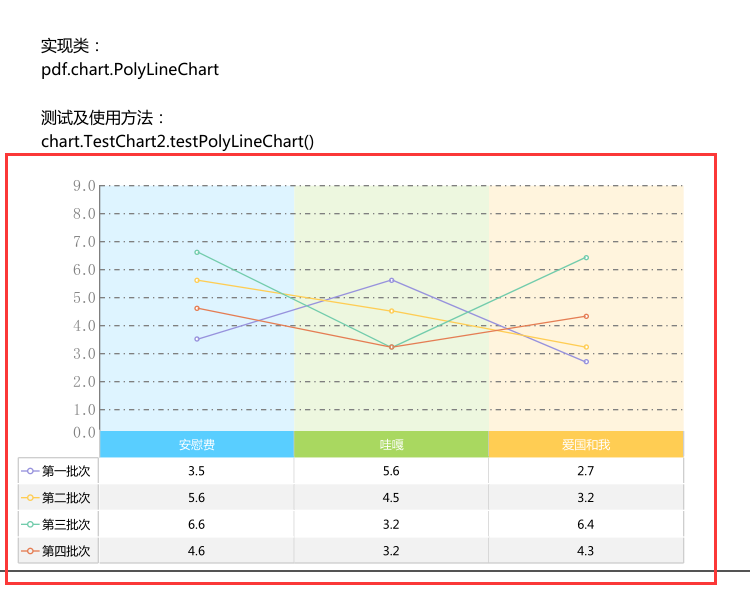 实现类：
pdf.chart.PolyLineChart
测试及使用方法：
chart.TestChart2.testPolyLineChart()
9.0
8.0
7.0
6.0
5.0
4.0
3.0
2.0
1.0
0.0
安慰费 哇嘎 爱国和我
第一批次 3.5 5.6 2.7
第二批次 5.6 4.5 3.2
第三批次 6.6 3.2 6.4
第四批次 4.6 3.2 4.3